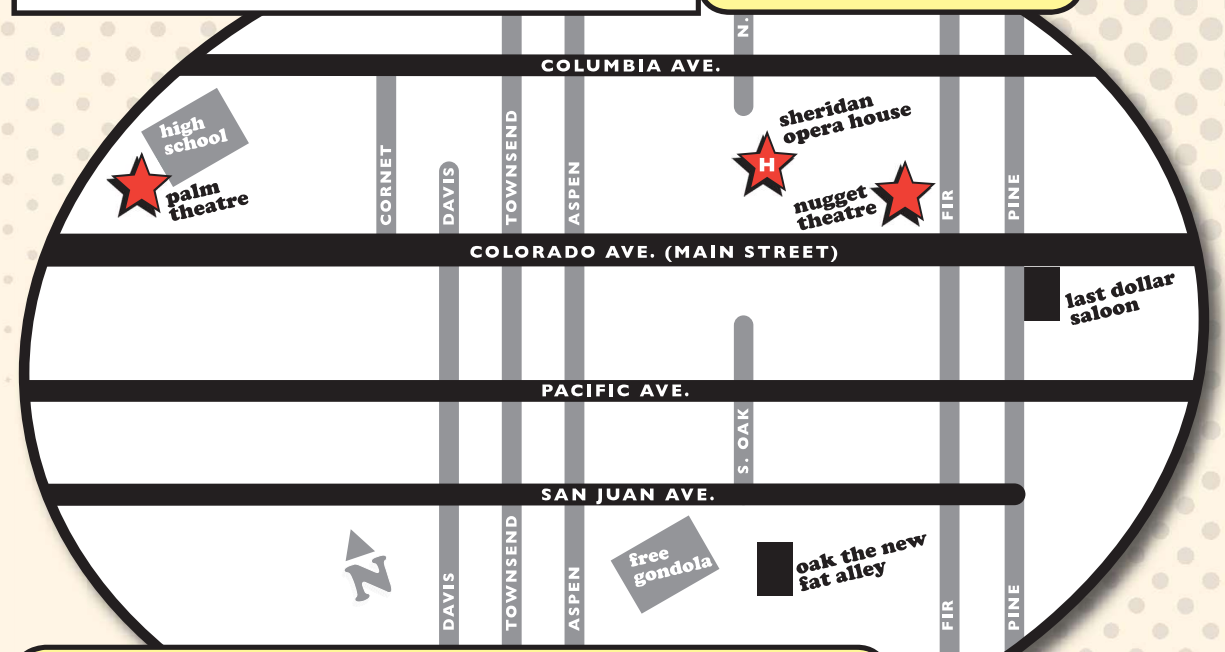 N.
COLUMBIA AVE.
high
school
palm
theatre
CORNET
DAVIS
TOWNSEND
ASPEN
sheridan
opera house
H
nugget
theatre
FIR
PINE
COLORADO AVE. (MAIN STREET)
last dollar
saloon
PACIFIC AVE.
S. OAK
SAN JUAN AVE.
N
DAVIS
TOWNSEND
ASPEN
free
gondola
oak the new
fat alley
FIR
PINE